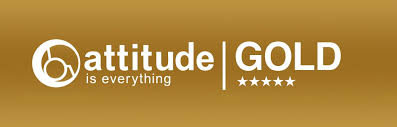 attitude
is everything
GOLD
★★★★★